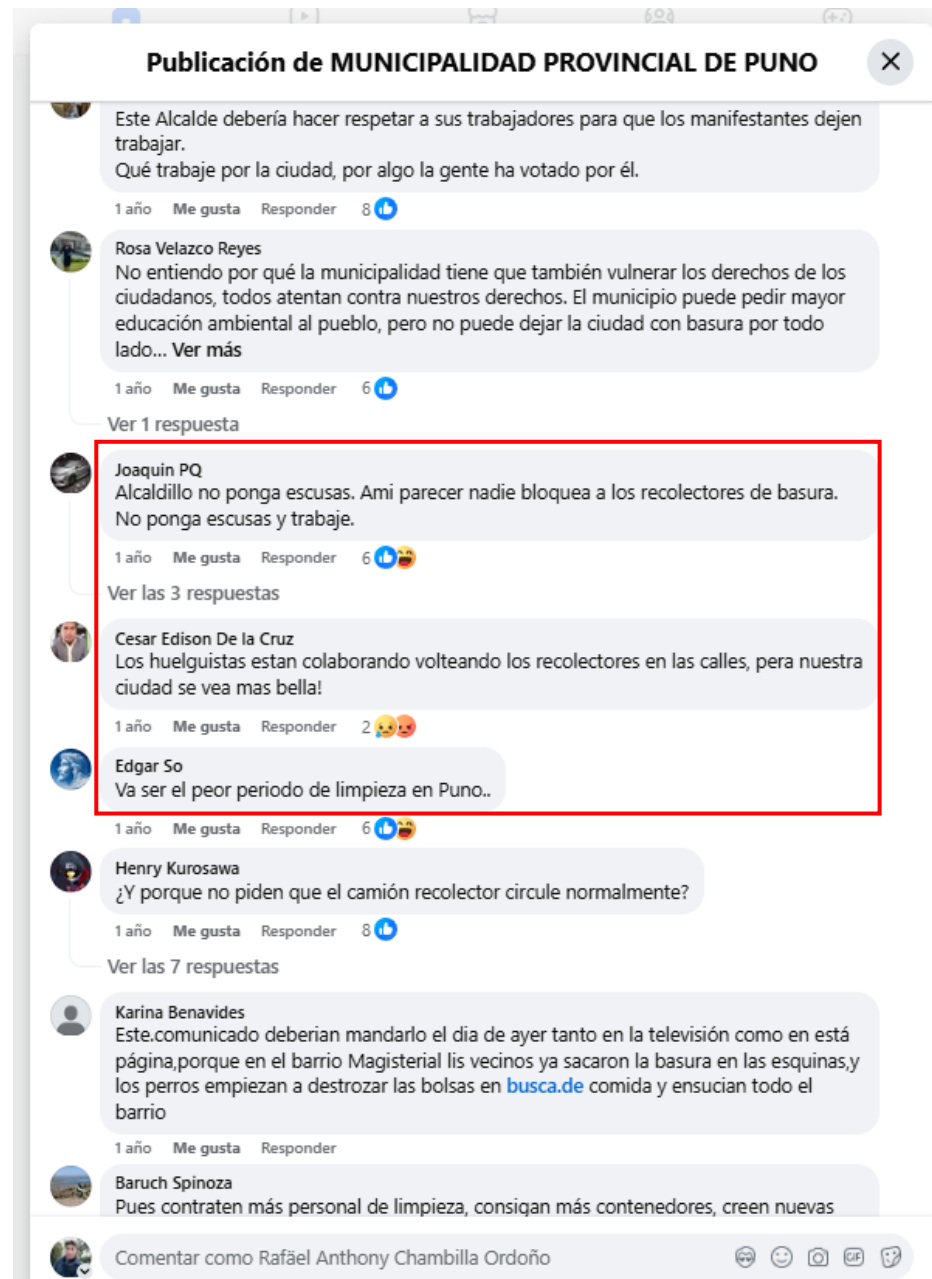 Publicación de MUNICIPALIDAD PROVINCIAL DE PUNO
Este Alcalde debería hacer respetar a sus trabajadores para que los manifestantes dejen
trabajar.
Qué trabaje por la ciudad, por algo la gente ha votado por él.
1 año Me gusta Responder 8
Rosa Velazco Reyes
No entiendo por qué la municipalidad tiene que también vulnerar los derechos de los
ciudadanos, todos atentan contra nuestros derechos. El municipio puede pedir mayor
educación ambiental al pueblo, pero no puede dejar la ciudad con basura por todo
lado... Ver más
1 año Me gusta Responder 6
Ver 1 respuesta
Joaquin PQ
Alcaldillo no ponga escusas. Ami parecer nadie bloquea a los recolectores de basura.
No ponga escusas y trabaje.
1 año Me gusta Responder 6
Ver las 3 respuestas
Cesar Edison De la Cruz
Los huelguistas estan colaborando volteando los recolectores en las calles, pera nuestra
ciudad se vea mas bella!
1 año Me gusta Responder 2
Edgar So
Va ser el peor periodo de limpieza en Puno..
1 año Me gusta Responder 6
Henry Kurosawa
¿Y porque no piden que el camión recolector circule normalmente?
1 año Me gusta Responder 8
Ver las 7 respuestas
Karina Benavides
Este.comunicado deberian mandarlo el dia de ayer tanto en la televisión como en está
página,porque en el barrio Magisterial lis vecinos ya sacaron la basura en las esquinas,y
los perros empiezan a destrozar las bolsas en busca.de comida y ensucian todo el
barrio
1 año Me gusta Responder
Baruch Spinoza
Pues contraten más personal de limpieza, consigan más contenedores, creen nuevas
Comentar como Rafäel Anthony Chambilla Ordoño
GIF